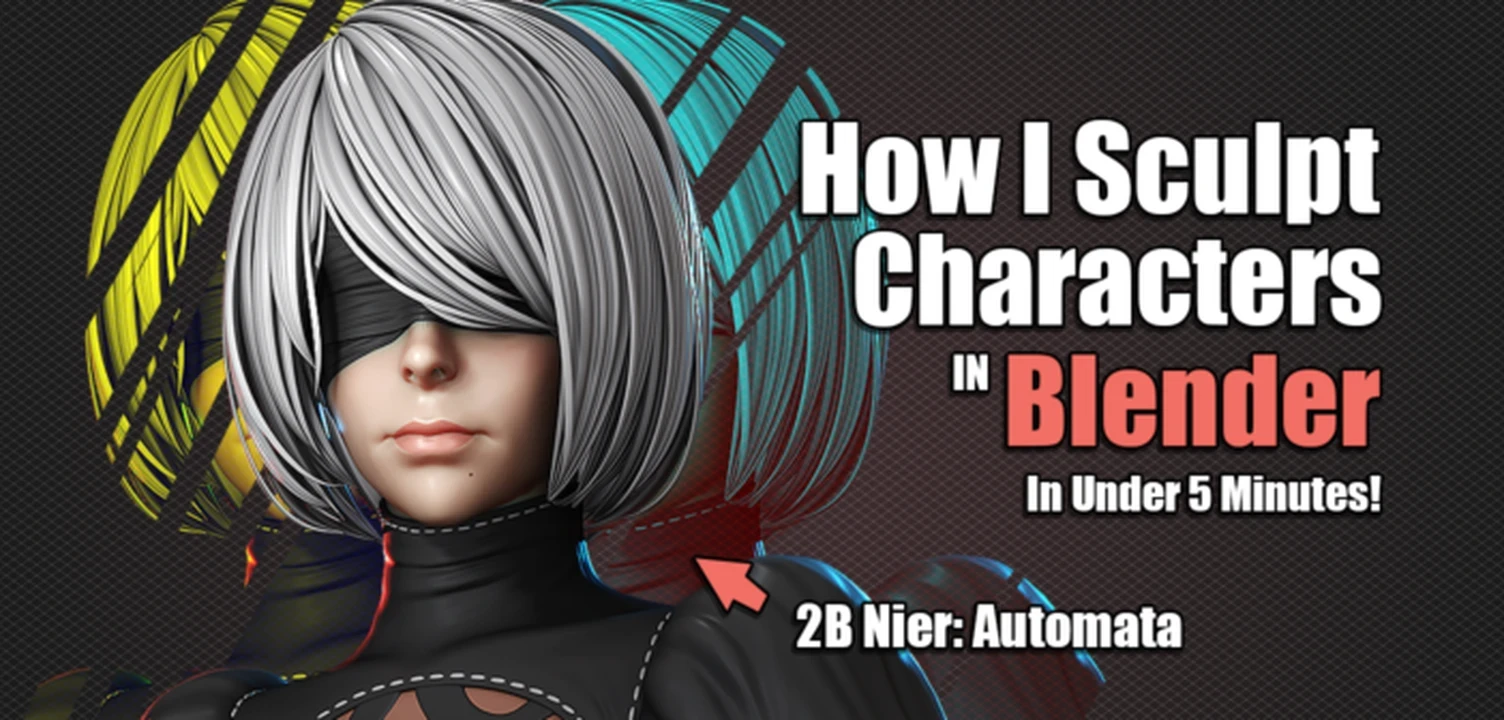 How I Sculpt
Characters
IN Blender
In Under 5 Minutes!
2B Nier: Automata